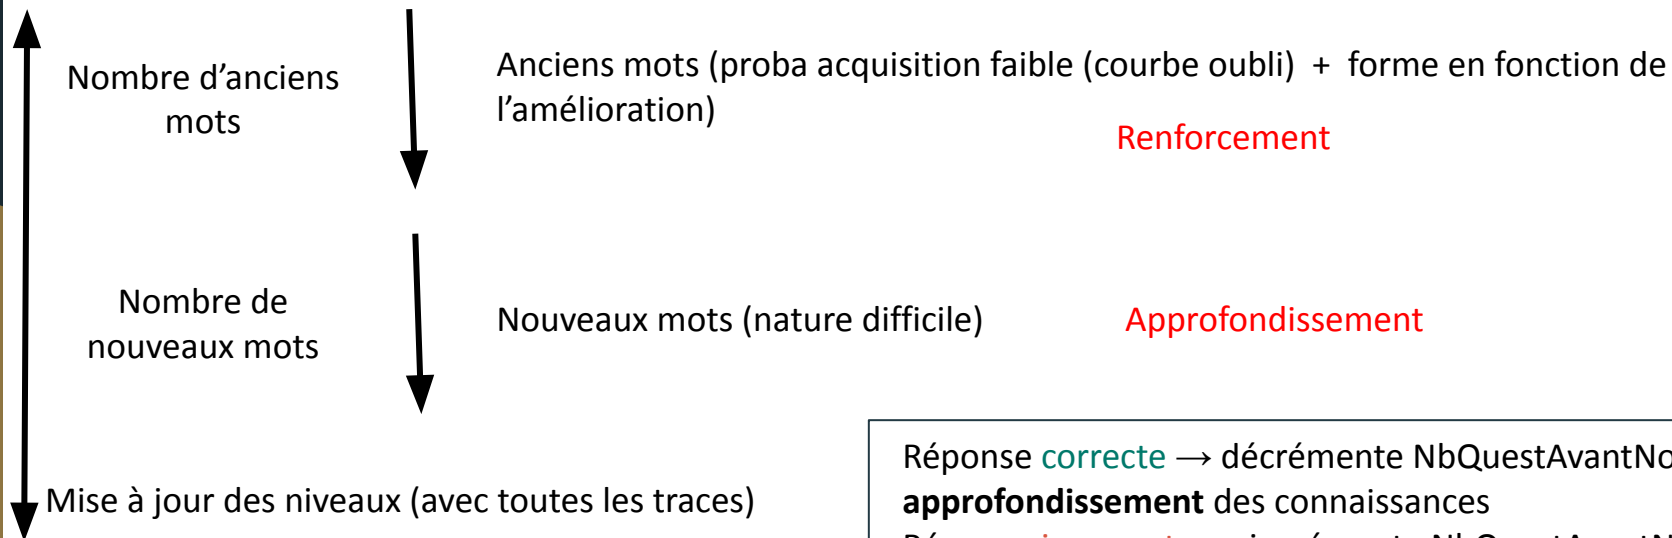 Nombre d'anciens
mots
Anciens mots (proba acquisition faible (courbe oubli) + forme en fonction de
l'amélioration)
Renforcement
Nombre de
nouveaux mots
Nouveaux mots (nature difficile)
Approfondissement
Mise à jour des niveaux (avec toutes les traces)
Réponse correcte → décrémente NbQuestAvantNo
approfondissement des connaissances